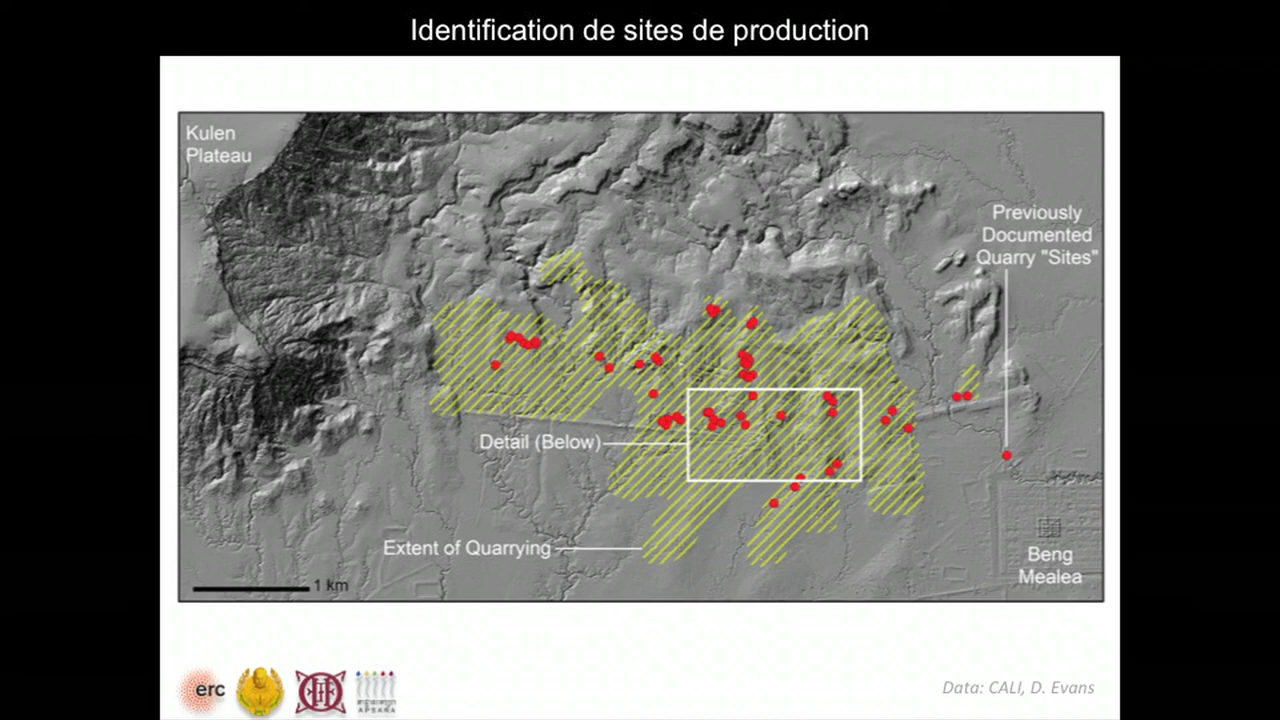 Identification de sites de production
Kulen
Plateau
Previously
Documented
Quarry "Sites"
Detail (Below)
Extent of Quarrying
Beng
Mealea
1 km
erc
APSARA
Data: CALI, D. Evans